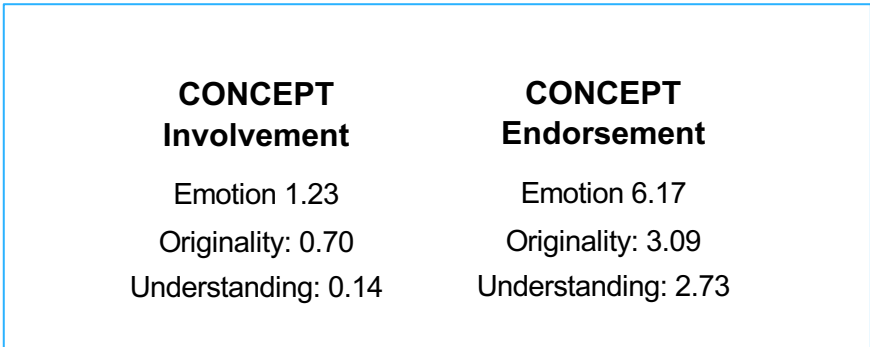 CONCEPT
Involvement
Emotion 1.23
Originality: 0.70
Understanding: 0.14
CONCEPT
Endorsement
Emotion 6.17
Originality: 3.09
Understanding: 2.73